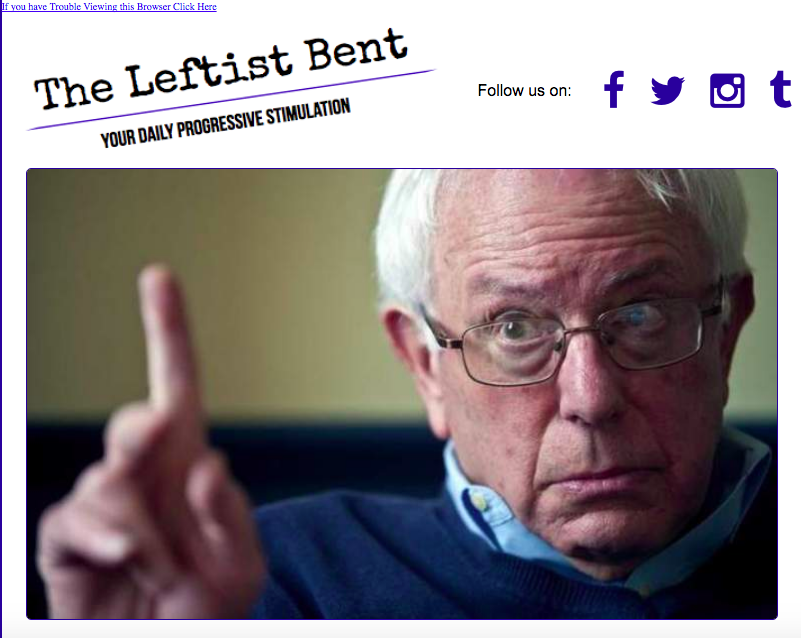 If you have Trouble Viewing this Browser Click Here
The Leftist Bent
YOUR DAILY PROGRESSIVE STIMULATION
Follow us on: